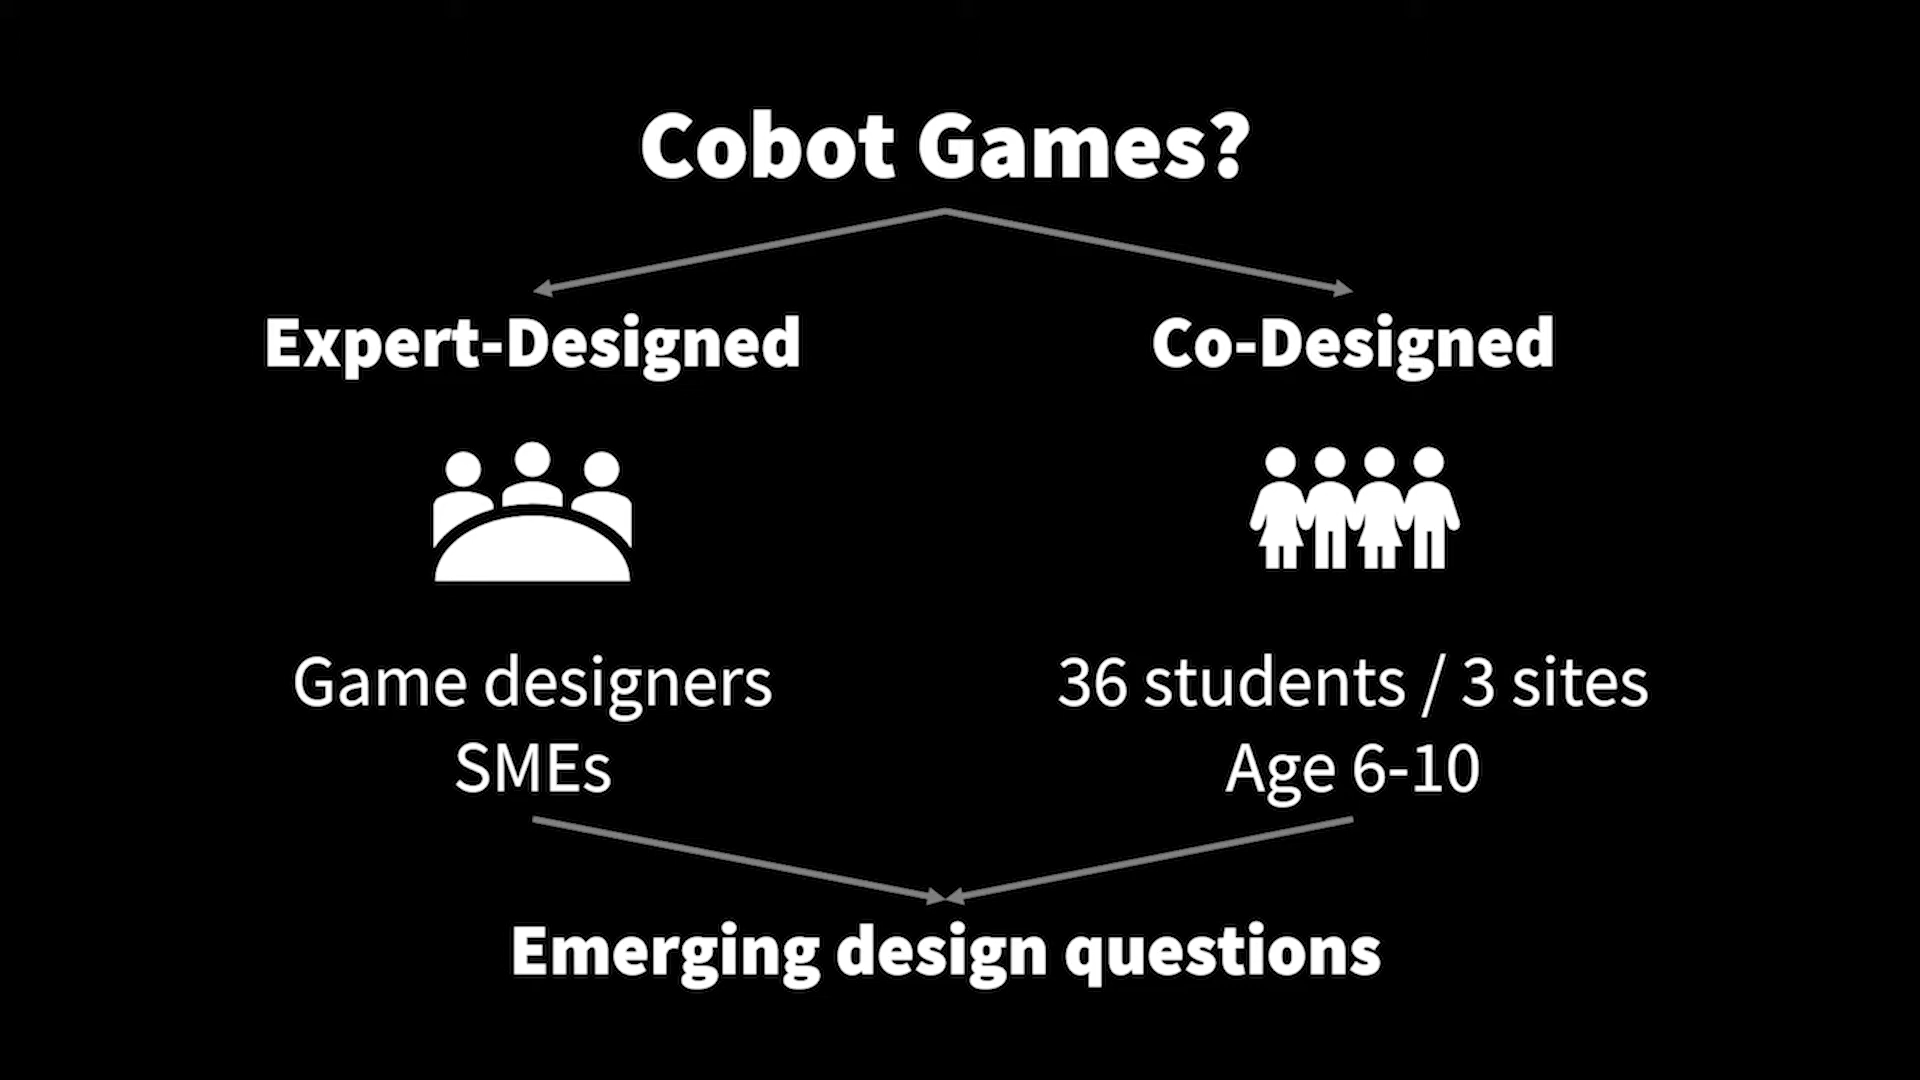 Cobot Games?
Expert-Designed
Co-Designed
Game designers
SMEs
36 students / 3 sites
Age 6-10
Emerging design questions